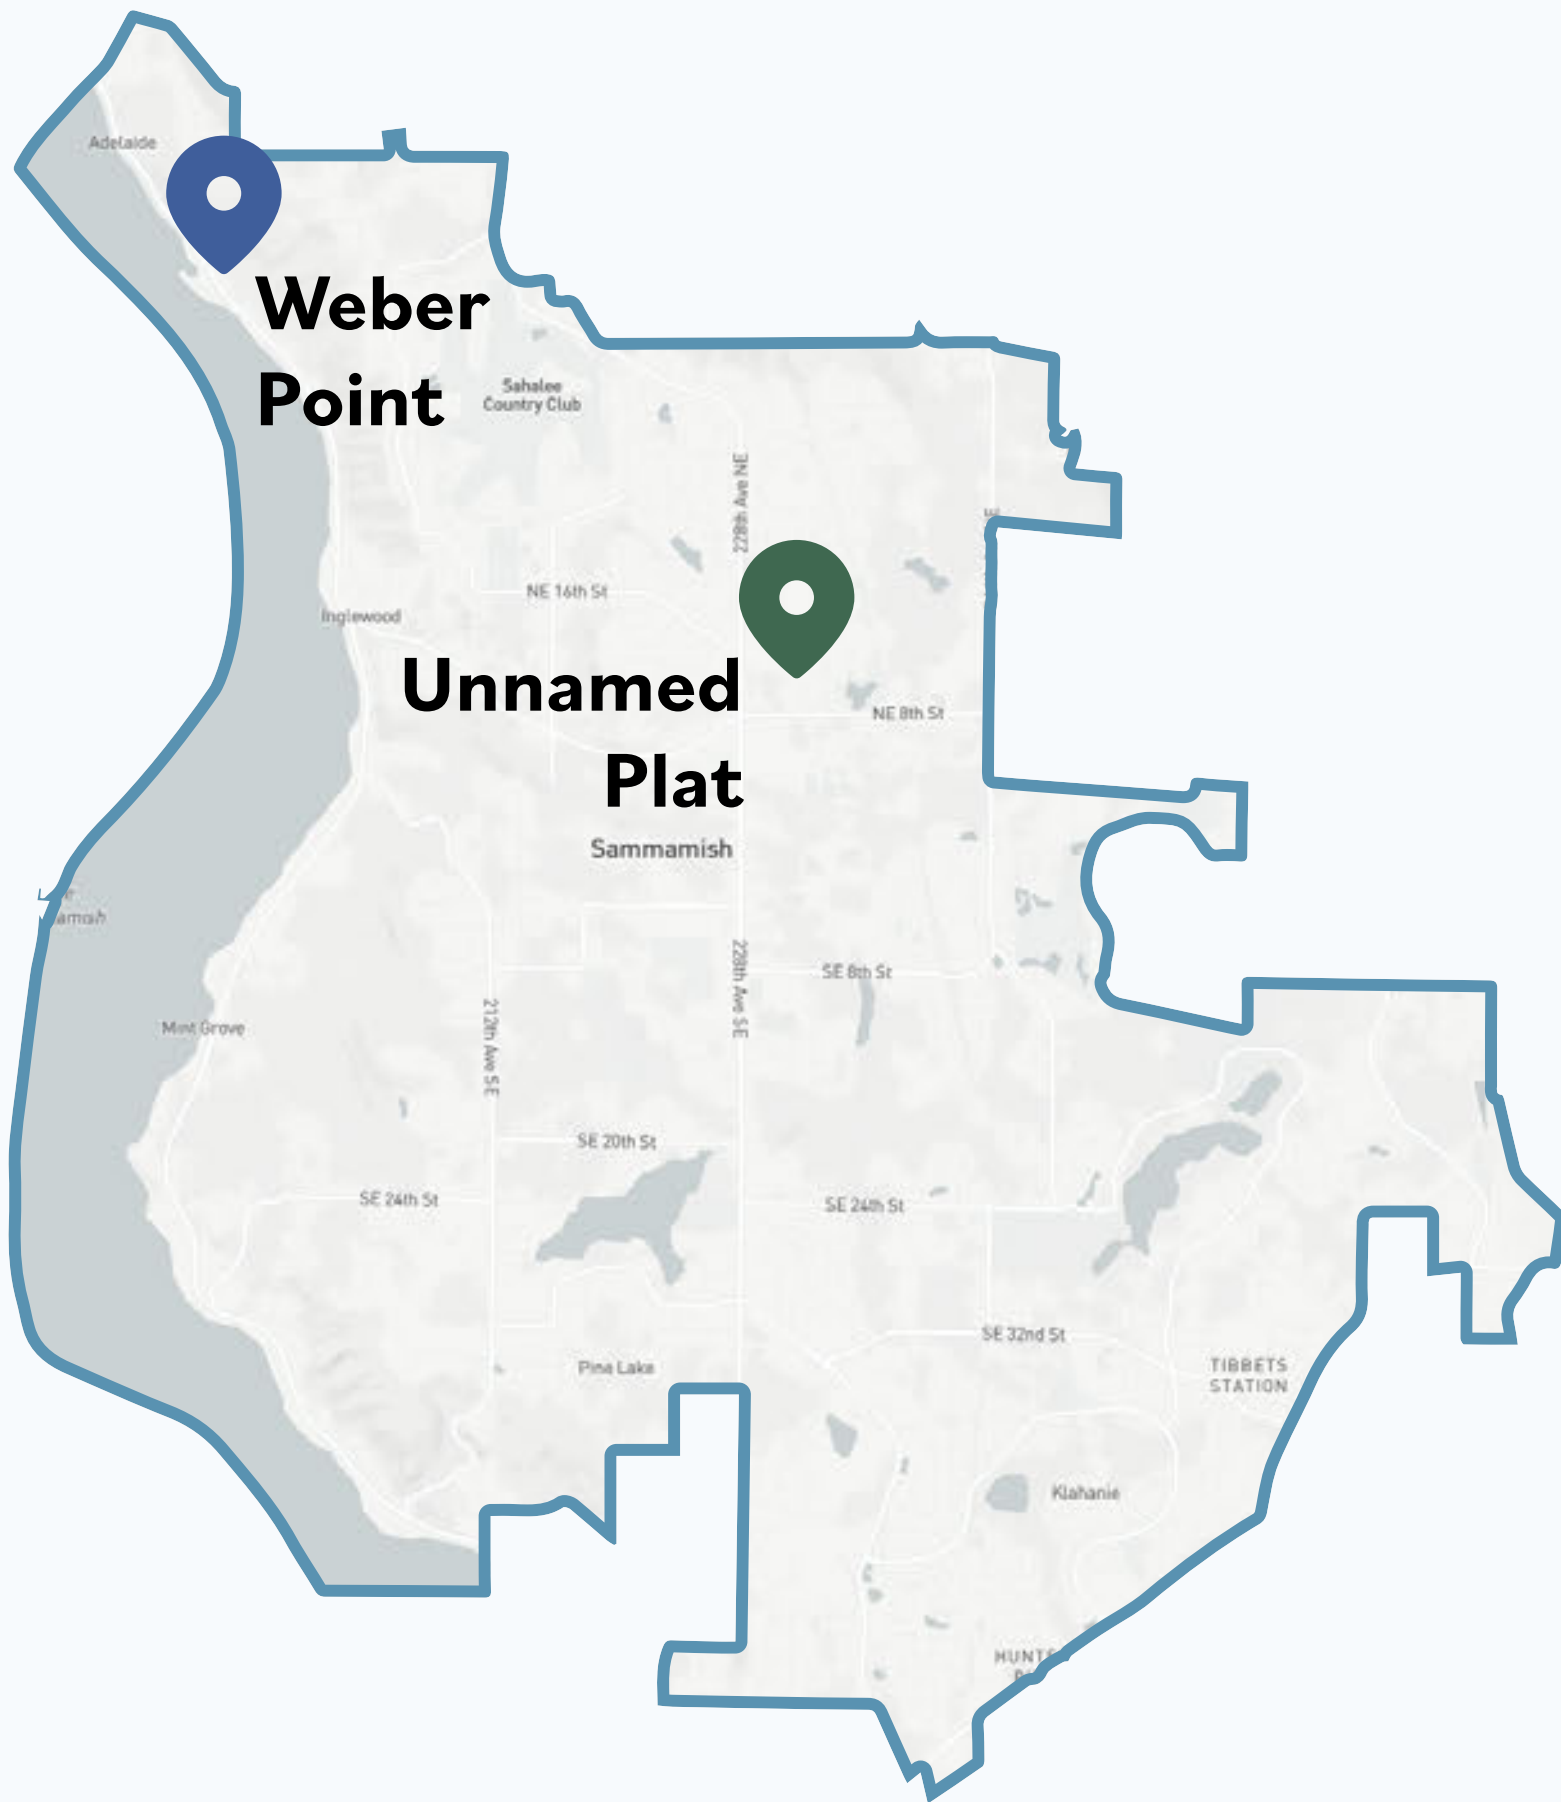 Adelaide
Weber
Point
Sahalee
Country Club
228th Ave NE
NE 16th St
Inglewood
Unnamed
Plat
NE 8th St
Sammamish
amish
228th Ave SE
SE 8th St
212th Ave SE
Mint Grove
SE 20th St
SE 24th St
SE 24th St
SE 32nd St
Pine Lake
TIBBETS
STATION
Klahanie